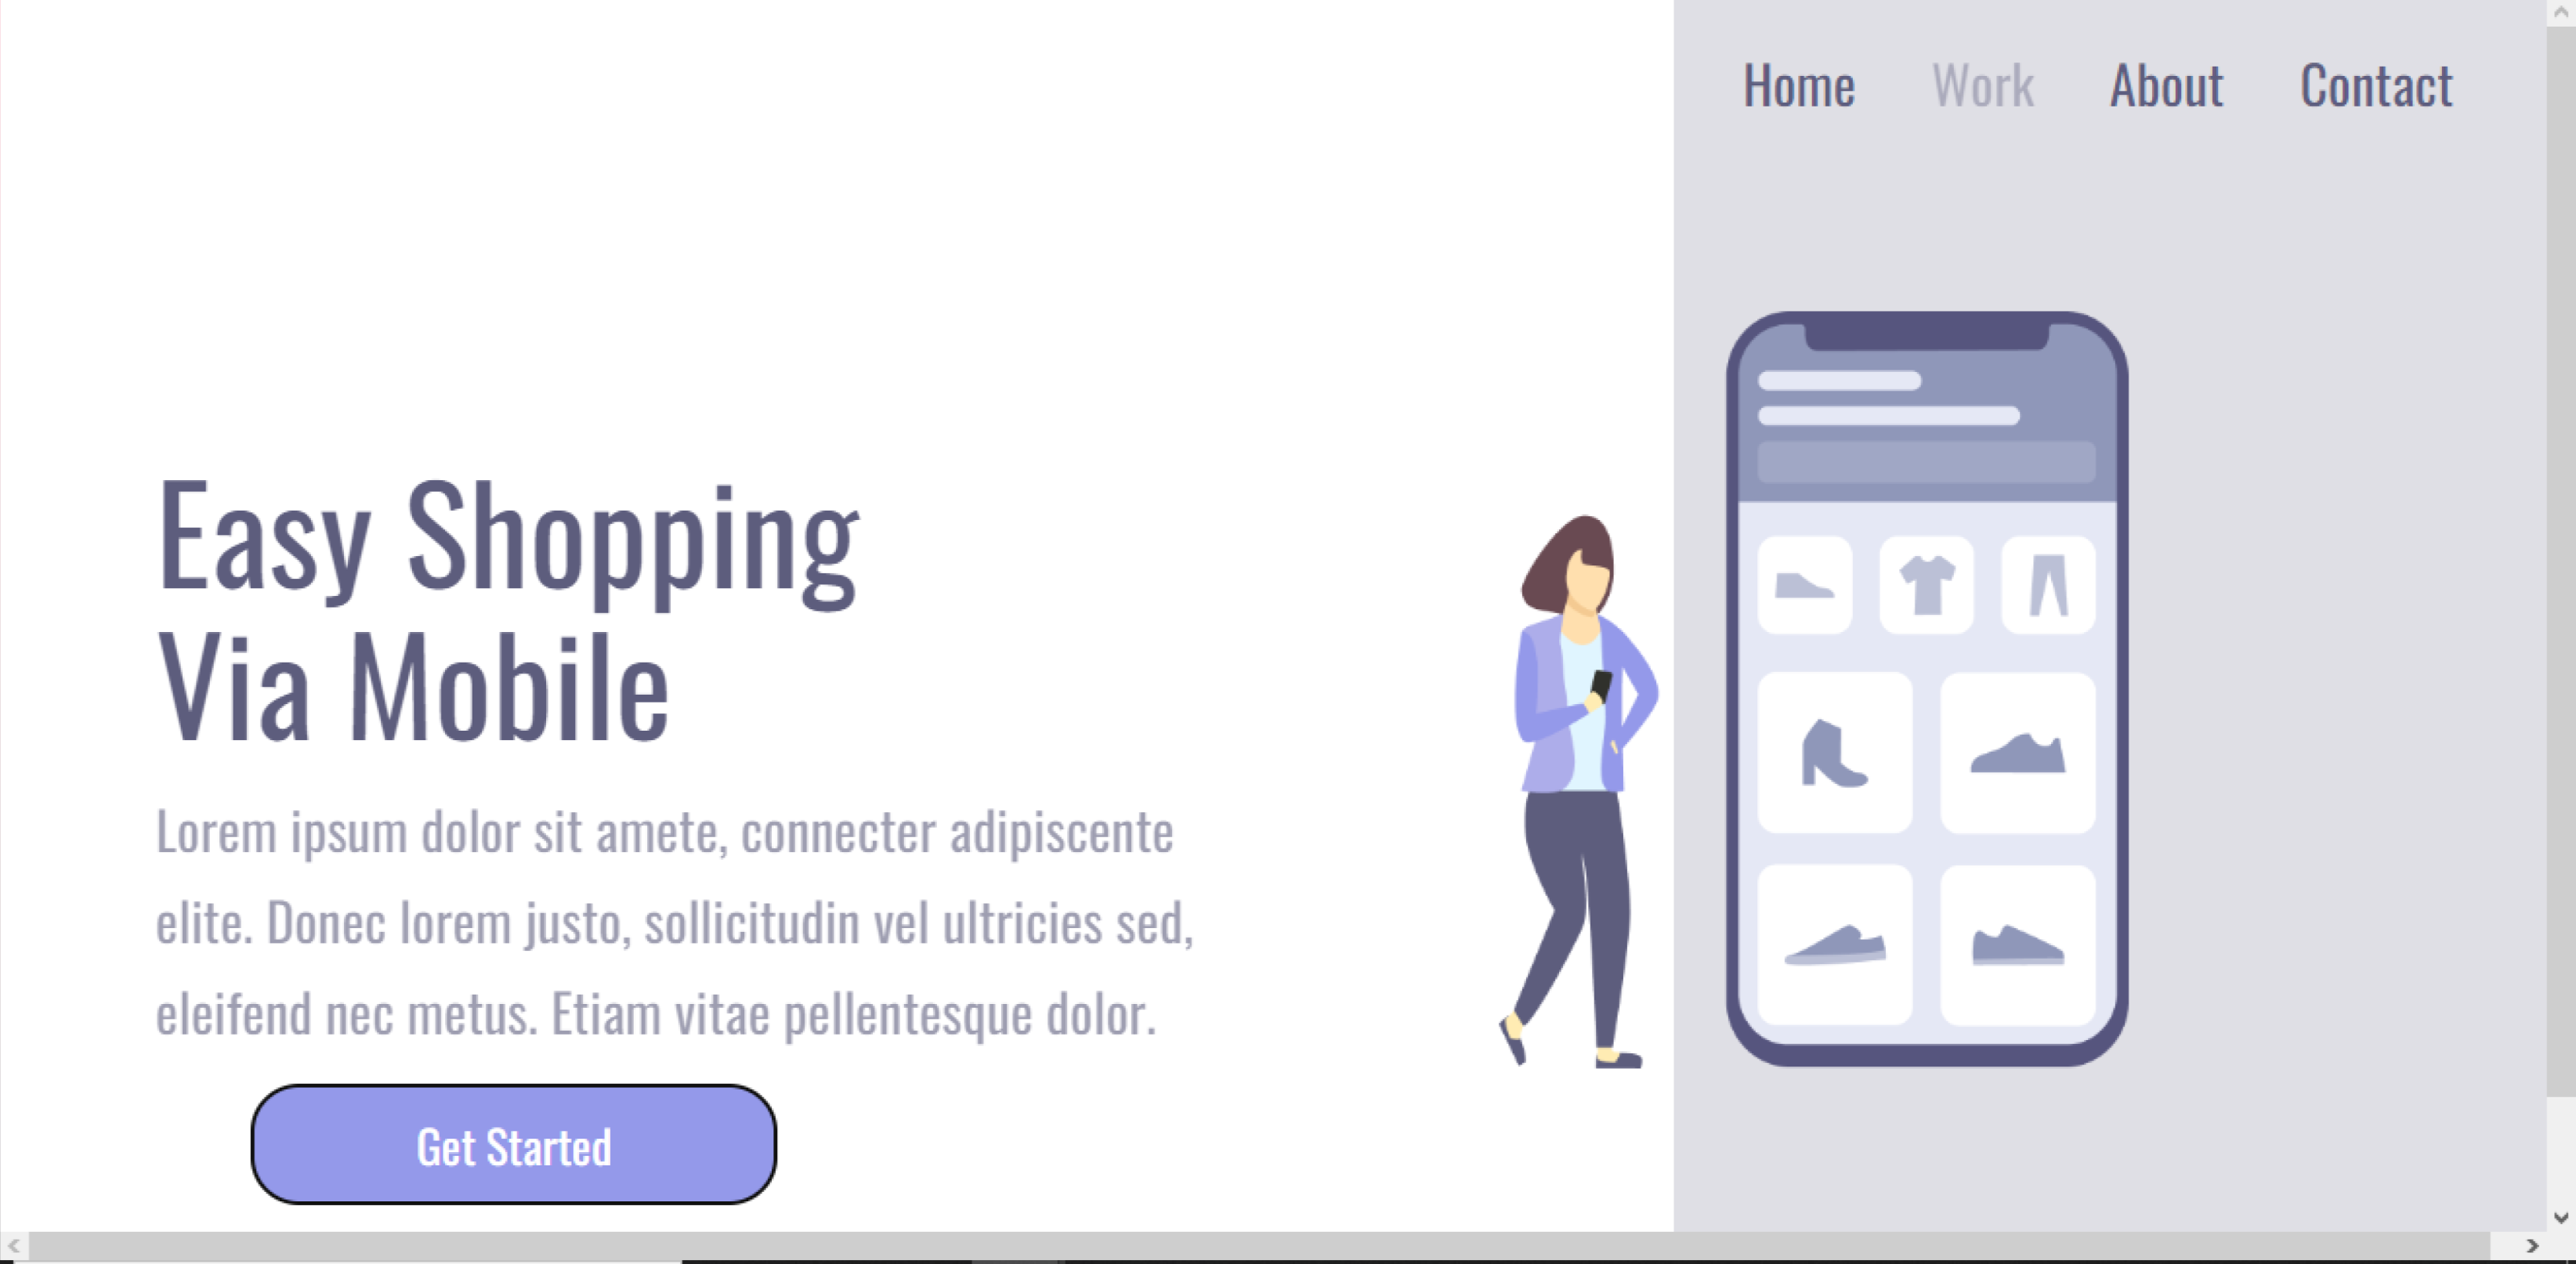 Home Work About Contact
Easy Shopping
Via Mobile
Lorem ipsum dolor sit amete, connecter adipiscente
elite. Donec lorem justo, sollicitudin vel ultricies sed,
eleifend nec metus. Etiam vitae pellentesque dolor.
Get Started